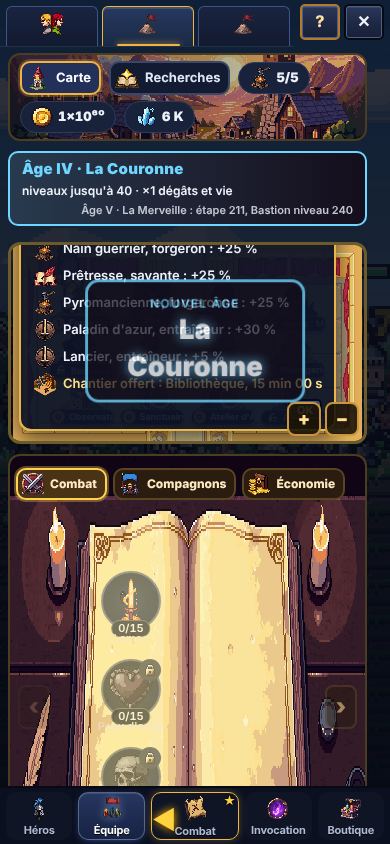 ?
×
Carte
Recherches
5/5
1×10⁶⁰
6 K
Âge IV · La Couronne
niveaux jusqu'à 40 · ×1 dégâts et vie
Âge V · La Merveille : étape 211, Bastion niveau 240
Nain guerrier, forgeron : +25 %
Prêtresse, savante : +25 %
Pyromancienne, : +25 %
Paladin d'azur, entraîneur : +30 %
Lancier, entraîneur : +5 %
Chantier offert : Bibliothèque, 15 min 00 s
NOUVEL ÂGE
La
Couronne
+
−
Combat
Compagnons
Économie
0/15
0/15
Héros
Équipe
Combat
Invocation
Boutique